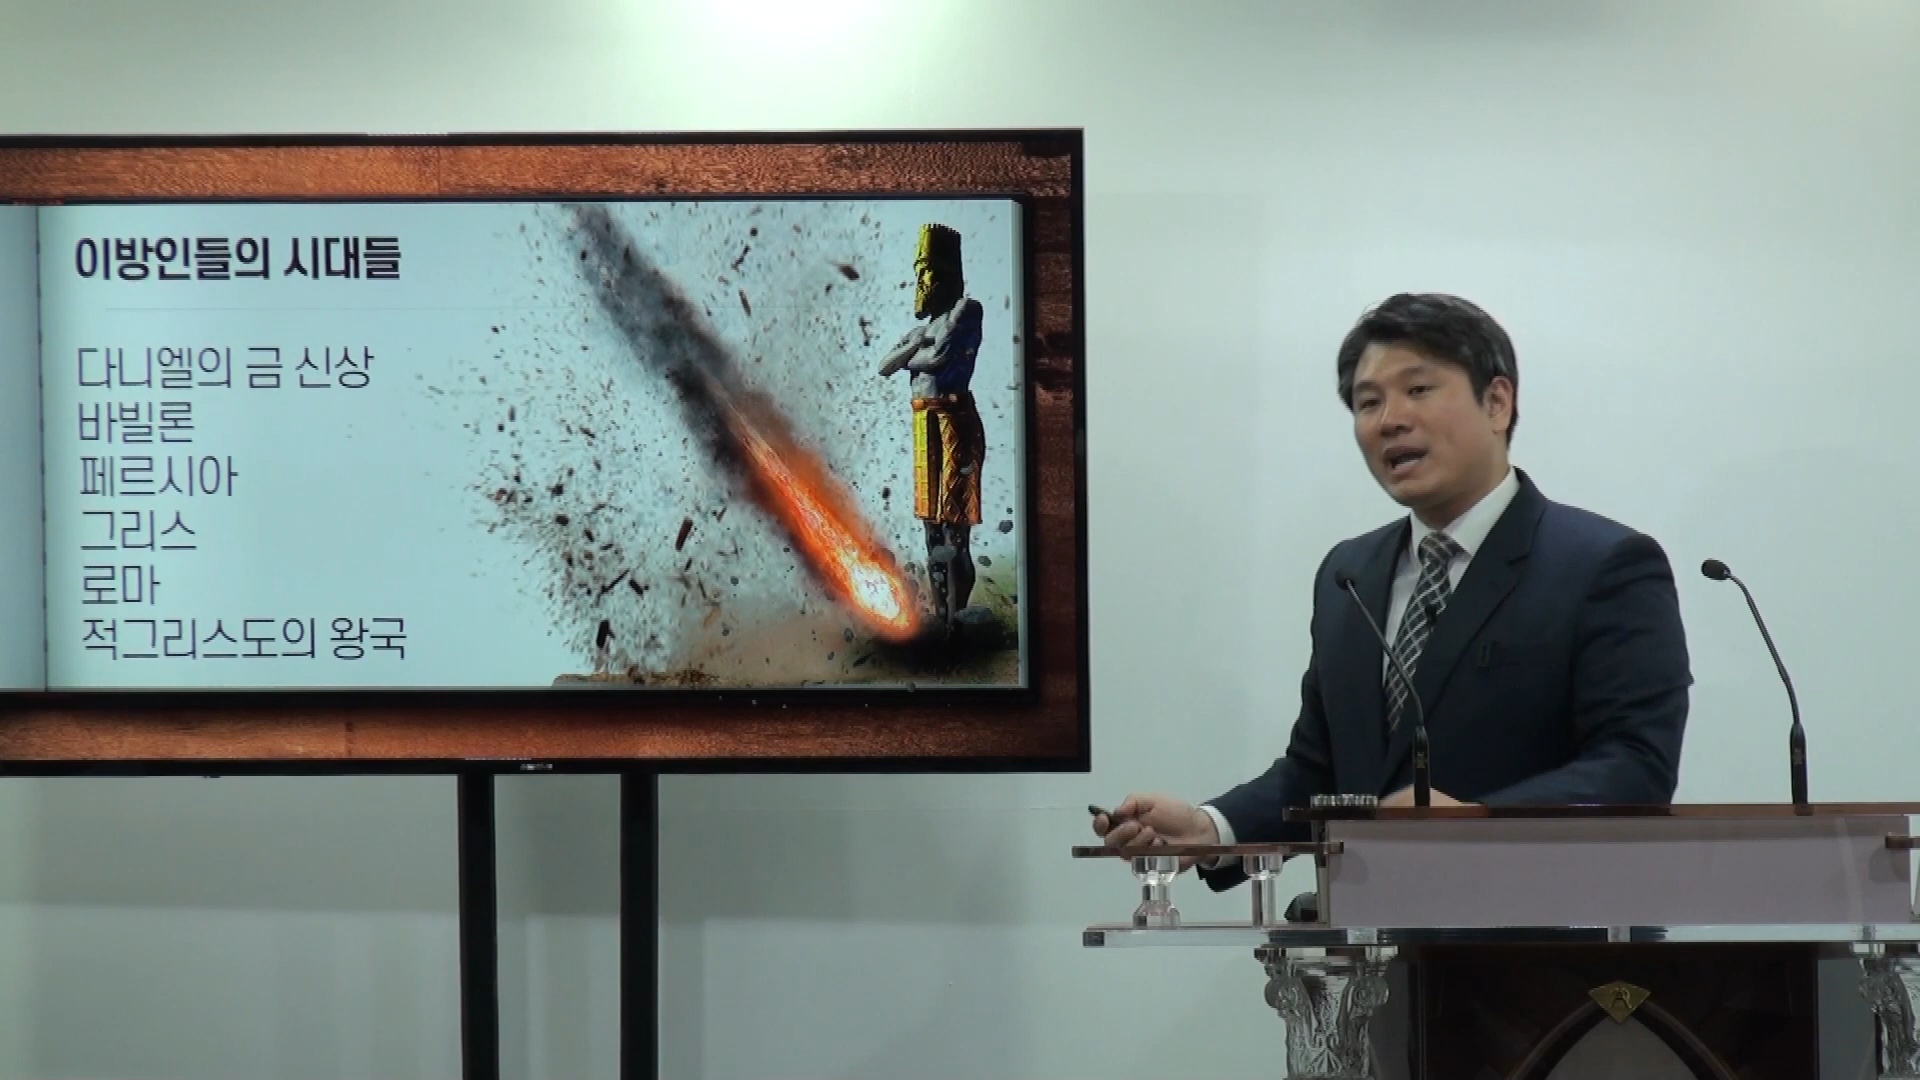 이방인들의 시대들
다니엘의 금 신상
바빌론
페르시아
그리스
로마
적그리스도의 왕국